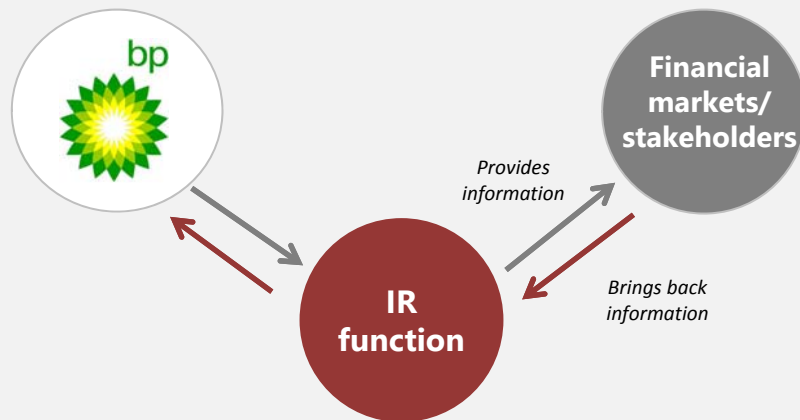 bp
Financial
markets/
stakeholders
Provides
information
IR
function
Brings back
information